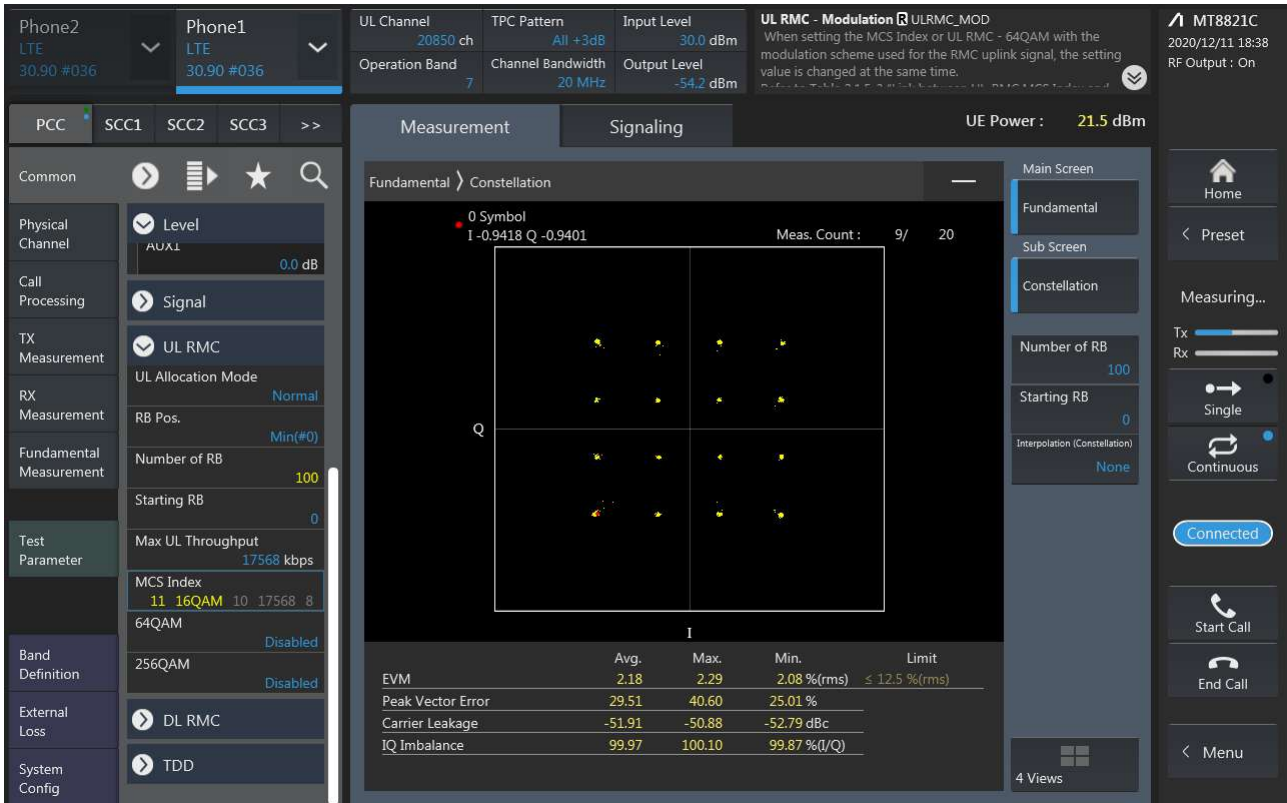 Phone2
LTE
30.90 #036
Phone1
LTE
30.90 #036
UL Channel
20850 ch
TPC Pattern
All +3dB
Input Level
30.0 dBm
Operation Band
7
Channel Bandwidth
20 MHz
Output Level
-54.2 dBm
UL RMC - Modulation R ULRMC_MOD
When setting the MCS Index or UL RMC - 64QAM with the
modulation scheme used for the RMC uplink signal, the setting
value is changed at the same time.
MT8821C
2020/12/11 18:38
RF Output : On
PCC SCC1 SCC2 SCC3 >>
Measurement
Signaling
UE Power : 21.5 dBm
Common
Physical
Channel
Call
Processing
TX
Measurement
RX
Measurement
Fundamental
Measurement
Test
Parameter
Band
Definition
External
Loss
System
Config
Level
AUX1
0.0 dB
Signal
UL RMC
UL Allocation Mode
Normal
RB Pos.
Min(#0)
Number of RB
100
Starting RB
0
Max UL Throughput
17568 kbps
MCS Index
11 16QAM 10 17568 8
64QAM
Disabled
256QAM
Disabled
DL RMC
TDD
Fundamental > Constellation
0 Symbol
I -0.9418 Q -0.9401
Meas. Count : 9/ 20
Q
I
Avg. Max. Min. Limit
EVM 2.18 2.29 2.08 %(rms) ≤ 12.5 %(rms)
Peak Vector Error 29.51 40.60 25.01 %
Carrier Leakage -51.91 -50.88 -52.79 dBc
IQ Imbalance 99.97 100.10 99.87 %(I/Q)
Main Screen
Fundamental
Sub Screen
Constellation
Number of RB
100
Starting RB
0
Interpolation (Constellation)
None
4 Views
Home
< Preset
Measuring...
Tx
Rx
Single
Continuous
Connected
Start Call
End Call
< Menu